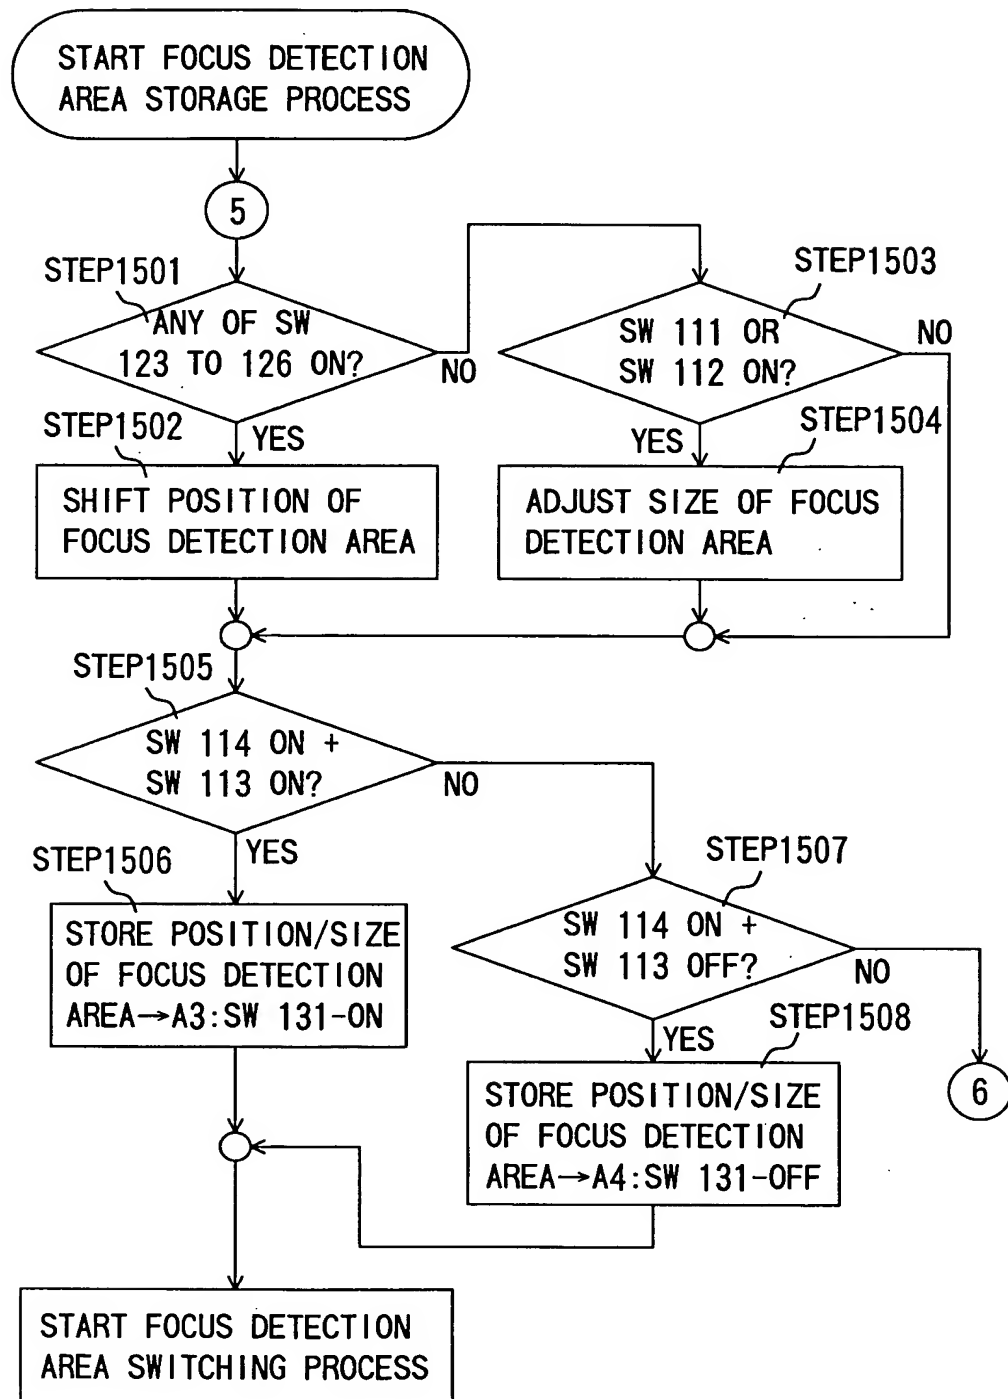 START FOCUS DETECTION
AREA STORAGE PROCESS
5
STEP1501
ANY OF SW
123 TO 126 ON?
NO
YES
STEP1503
SW 111 OR
SW 112 ON?
NO
YES
STEP1502
SHIFT POSITION OF
FOCUS DETECTION AREA
STEP1504
ADJUST SIZE OF FOCUS
DETECTION AREA
STEP1505
SW 114 ON +
SW 113 ON?
NO
YES
STEP1506
STORE POSITION/SIZE
OF FOCUS DETECTION
AREA→A3:SW 131-ON
STEP1507
SW 114 ON +
SW 113 OFF?
NO
YES
6
STEP1508
STORE POSITION/SIZE
OF FOCUS DETECTION
AREA→A4:SW 131-OFF
START FOCUS DETECTION
AREA SWITCHING PROCESS